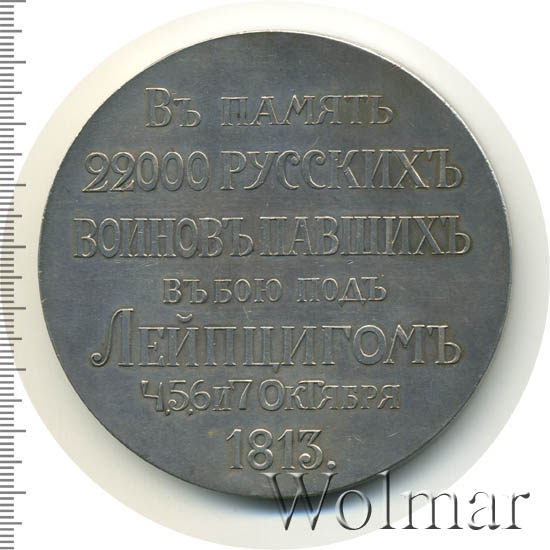 Въ память
22000 русскихъ
воиновъ павшихъ
въ бою подъ
Лейпцигомъ
4,5,6 и 7 Октября
1813.
Wolmar